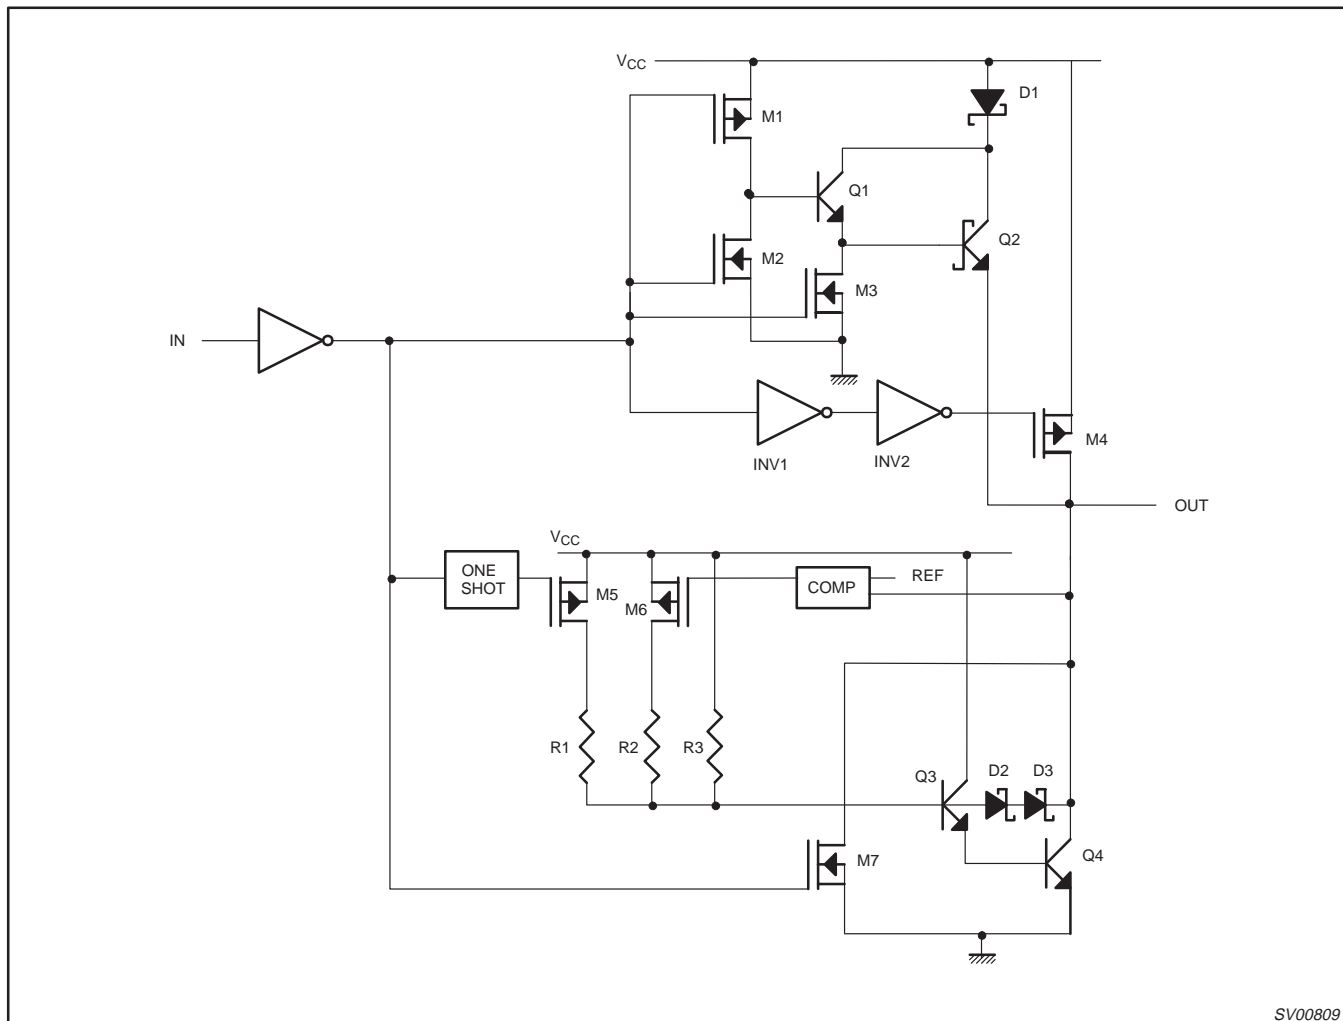 VCC
D1
M1
Q1
Q2
M2
M3
IN
M4
INV1
INV2
OUT
VCC
ONE
SHOT
M5
M6
COMP
REF
R1
R2
R3
Q3
D2
D3
M7
Q4
SV00809